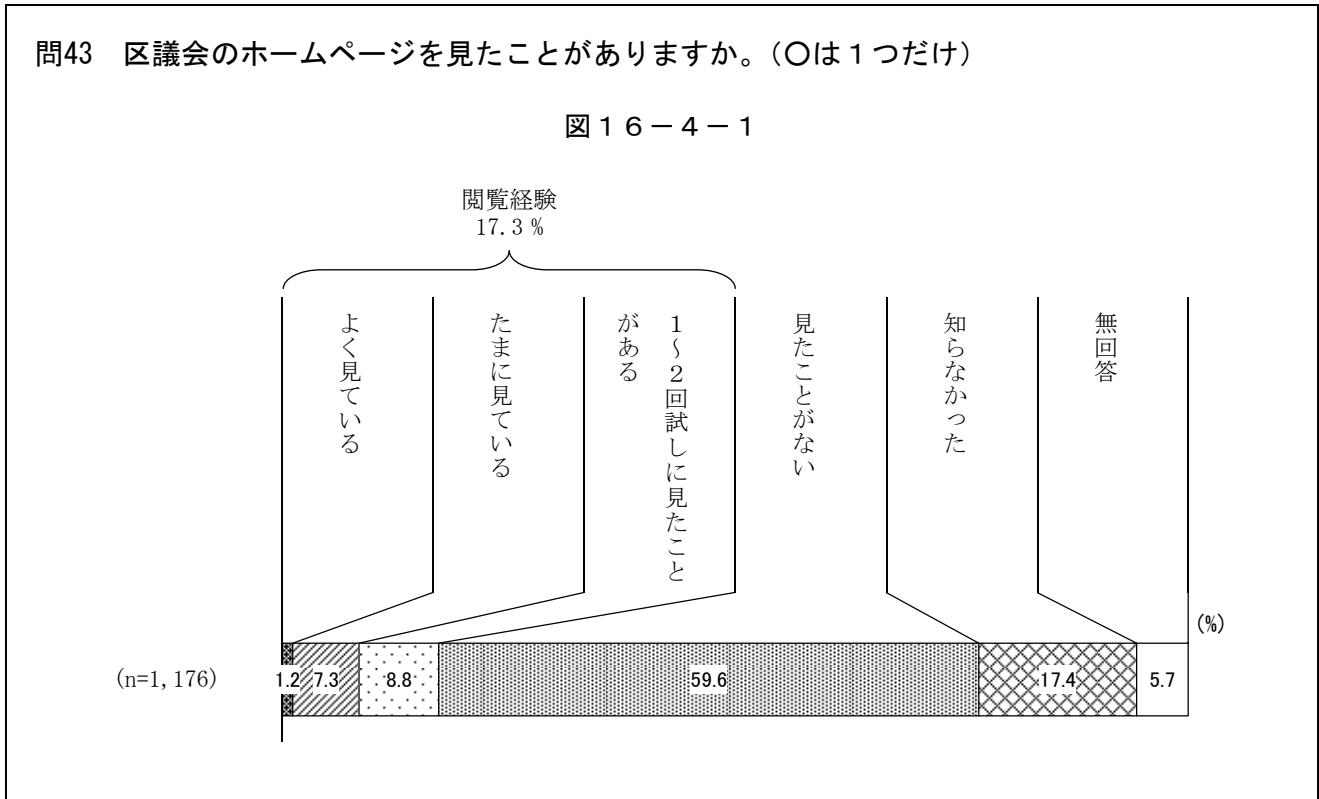 問43　区議会のホームページを見たことがありますか。（〇は１つだけ）
図１６－４－１
閲覧経験
17.3％
よく見ている
たまに見ている
１～２回試しに見たこと
がある
見たことがない
知らなかった
無回答
(%)
(n=1,176)
1.2
7.3
8.8
59.6
17.4
5.7